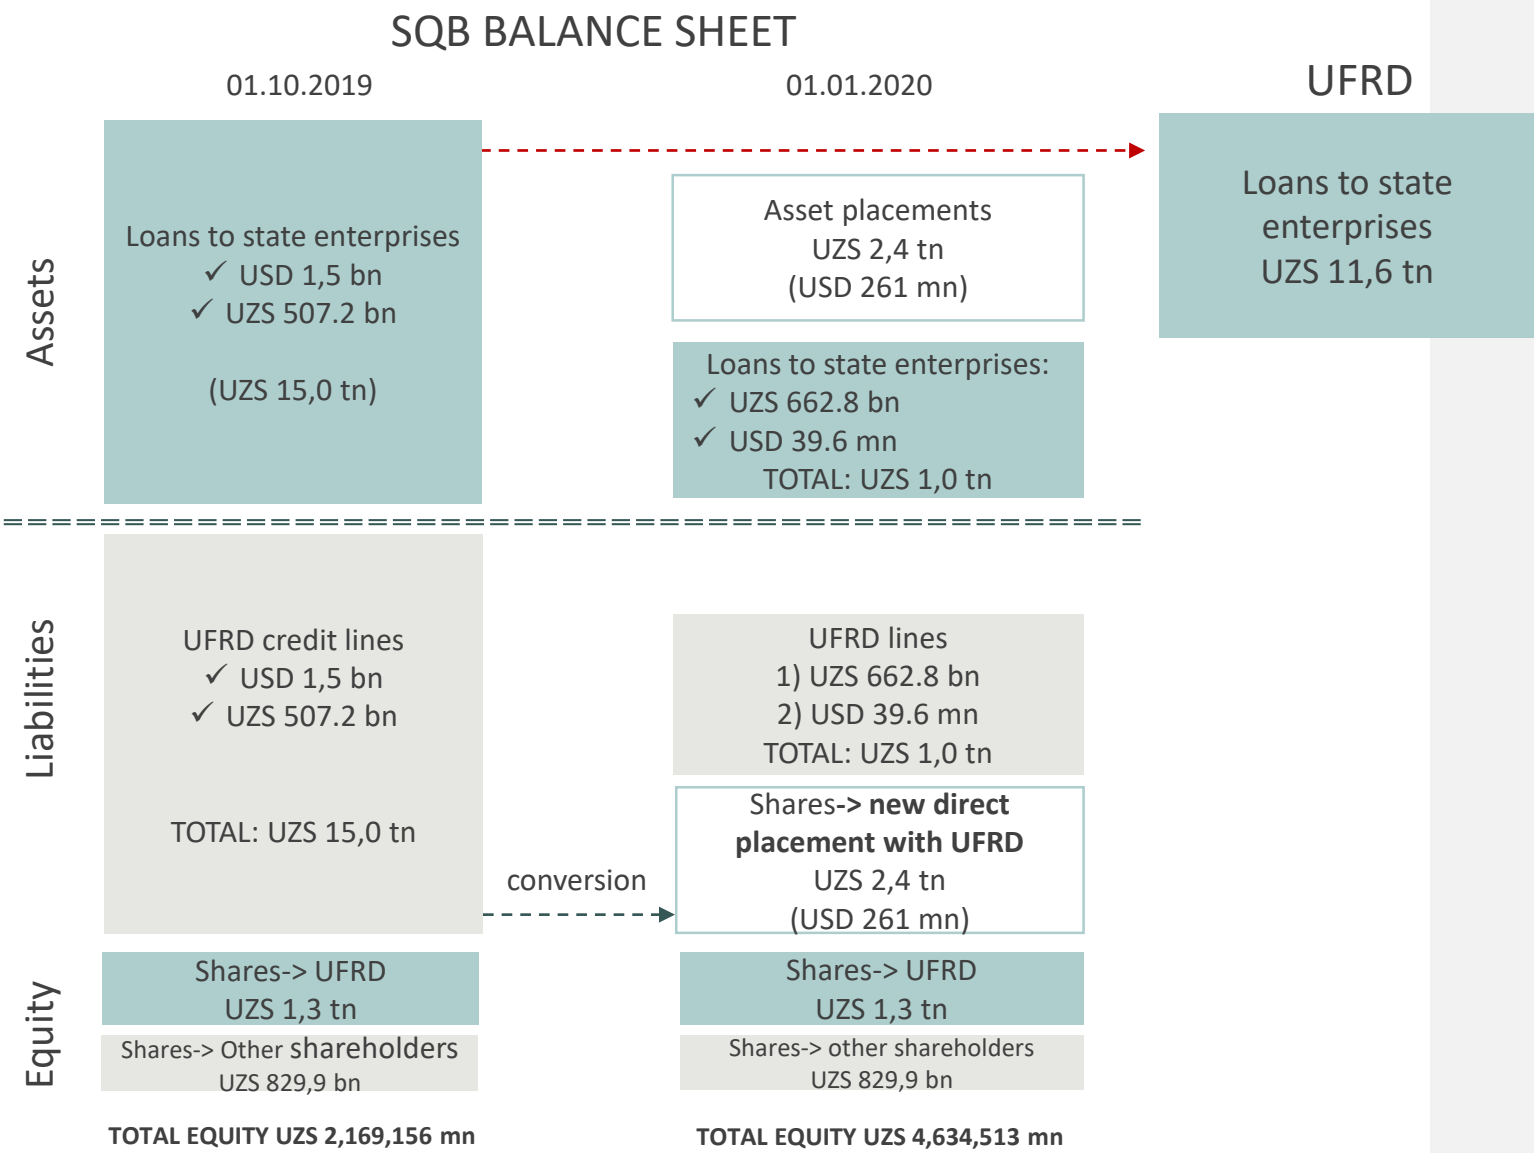 SQB BALANCE SHEET
01.10.2019
01.01.2020
UFRD
Assets
Loans to state enterprises
✓ USD 1,5 bn
✓ UZS 507.2 bn
(UZS 15,0 tn)
Asset placements
UZS 2,4 tn
(USD 261 mn)
Loans to state enterprises:
✓ UZS 662.8 bn
✓ USD 39.6 mn
TOTAL: UZS 1,0 tn
Loans to state
enterprises
UZS 11,6 tn
Liabilities
UFRD credit lines
✓ USD 1,5 bn
✓ UZS 507.2 bn
TOTAL: UZS 15,0 tn
conversion
UFRD lines
1) UZS 662.8 bn
2) USD 39.6 mn
TOTAL: UZS 1,0 tn
Shares-> new direct
placement with UFRD
UZS 2,4 tn
(USD 261 mn)
Equity
Shares-> UFRD
UZS 1,3 tn
Shares-> Other shareholders
UZS 829,9 bn
TOTAL EQUITY UZS 2,169,156 mn
Shares-> UFRD
UZS 1,3 tn
Shares-> other shareholders
UZS 829,9 bn
TOTAL EQUITY UZS 4,634,513 mn